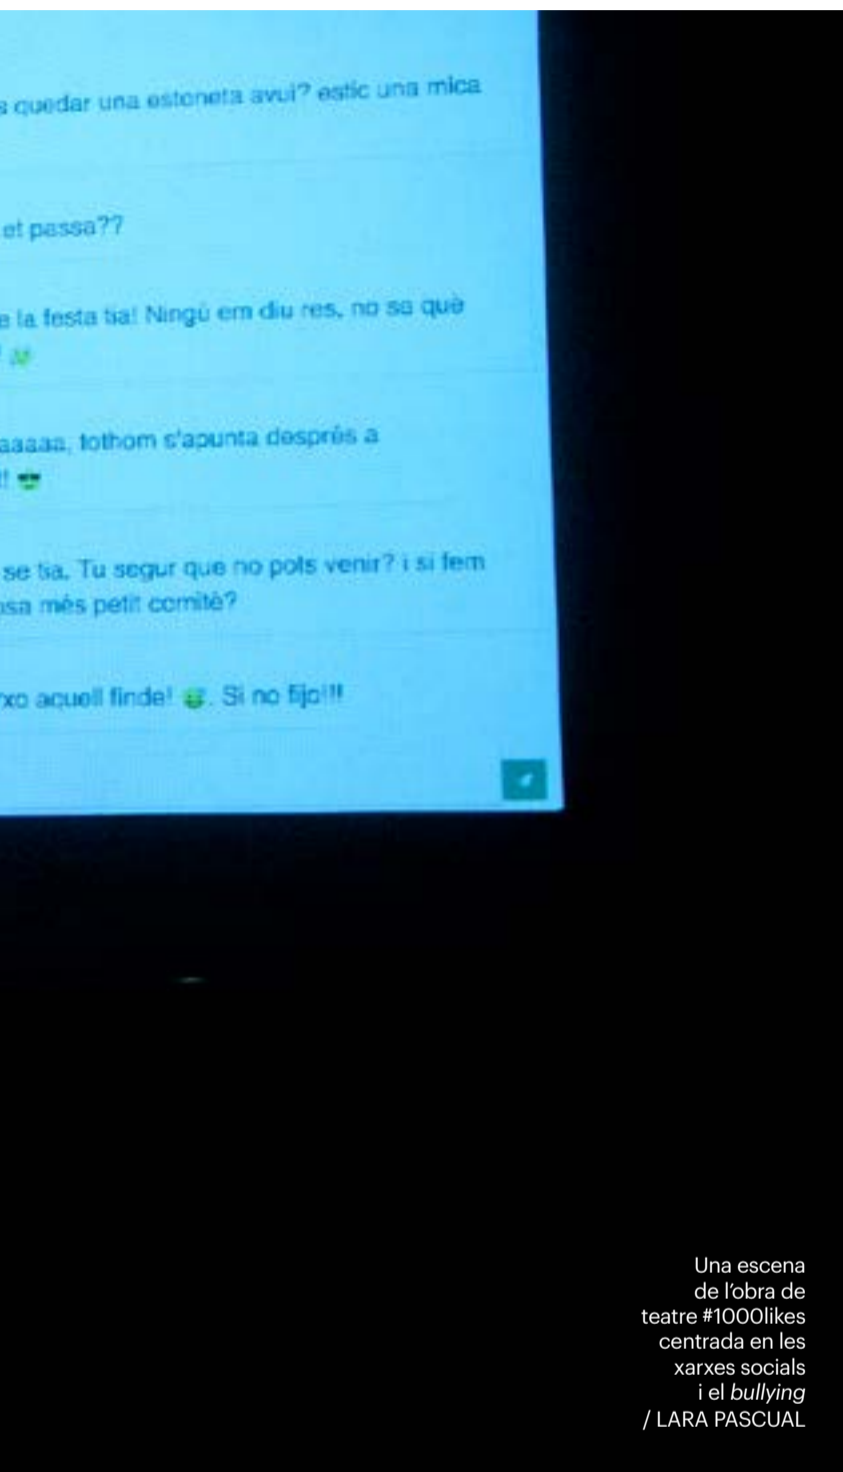 s quedar una estoneta avui? estic una mica
et passa??
e la festa tia! Ningú em diu res, no se què
aaaaa, tothom s'apunta després a
!!
se tia. Tu segur que no pots venir? i si fem
osa més petit comitè?
xo aquell finde! . Si no fijo!!!
Una escena
de l'obra de
teatre #1000likes
centrada en les
xarxes socials
i el bullying
/ LARA PASCUAL